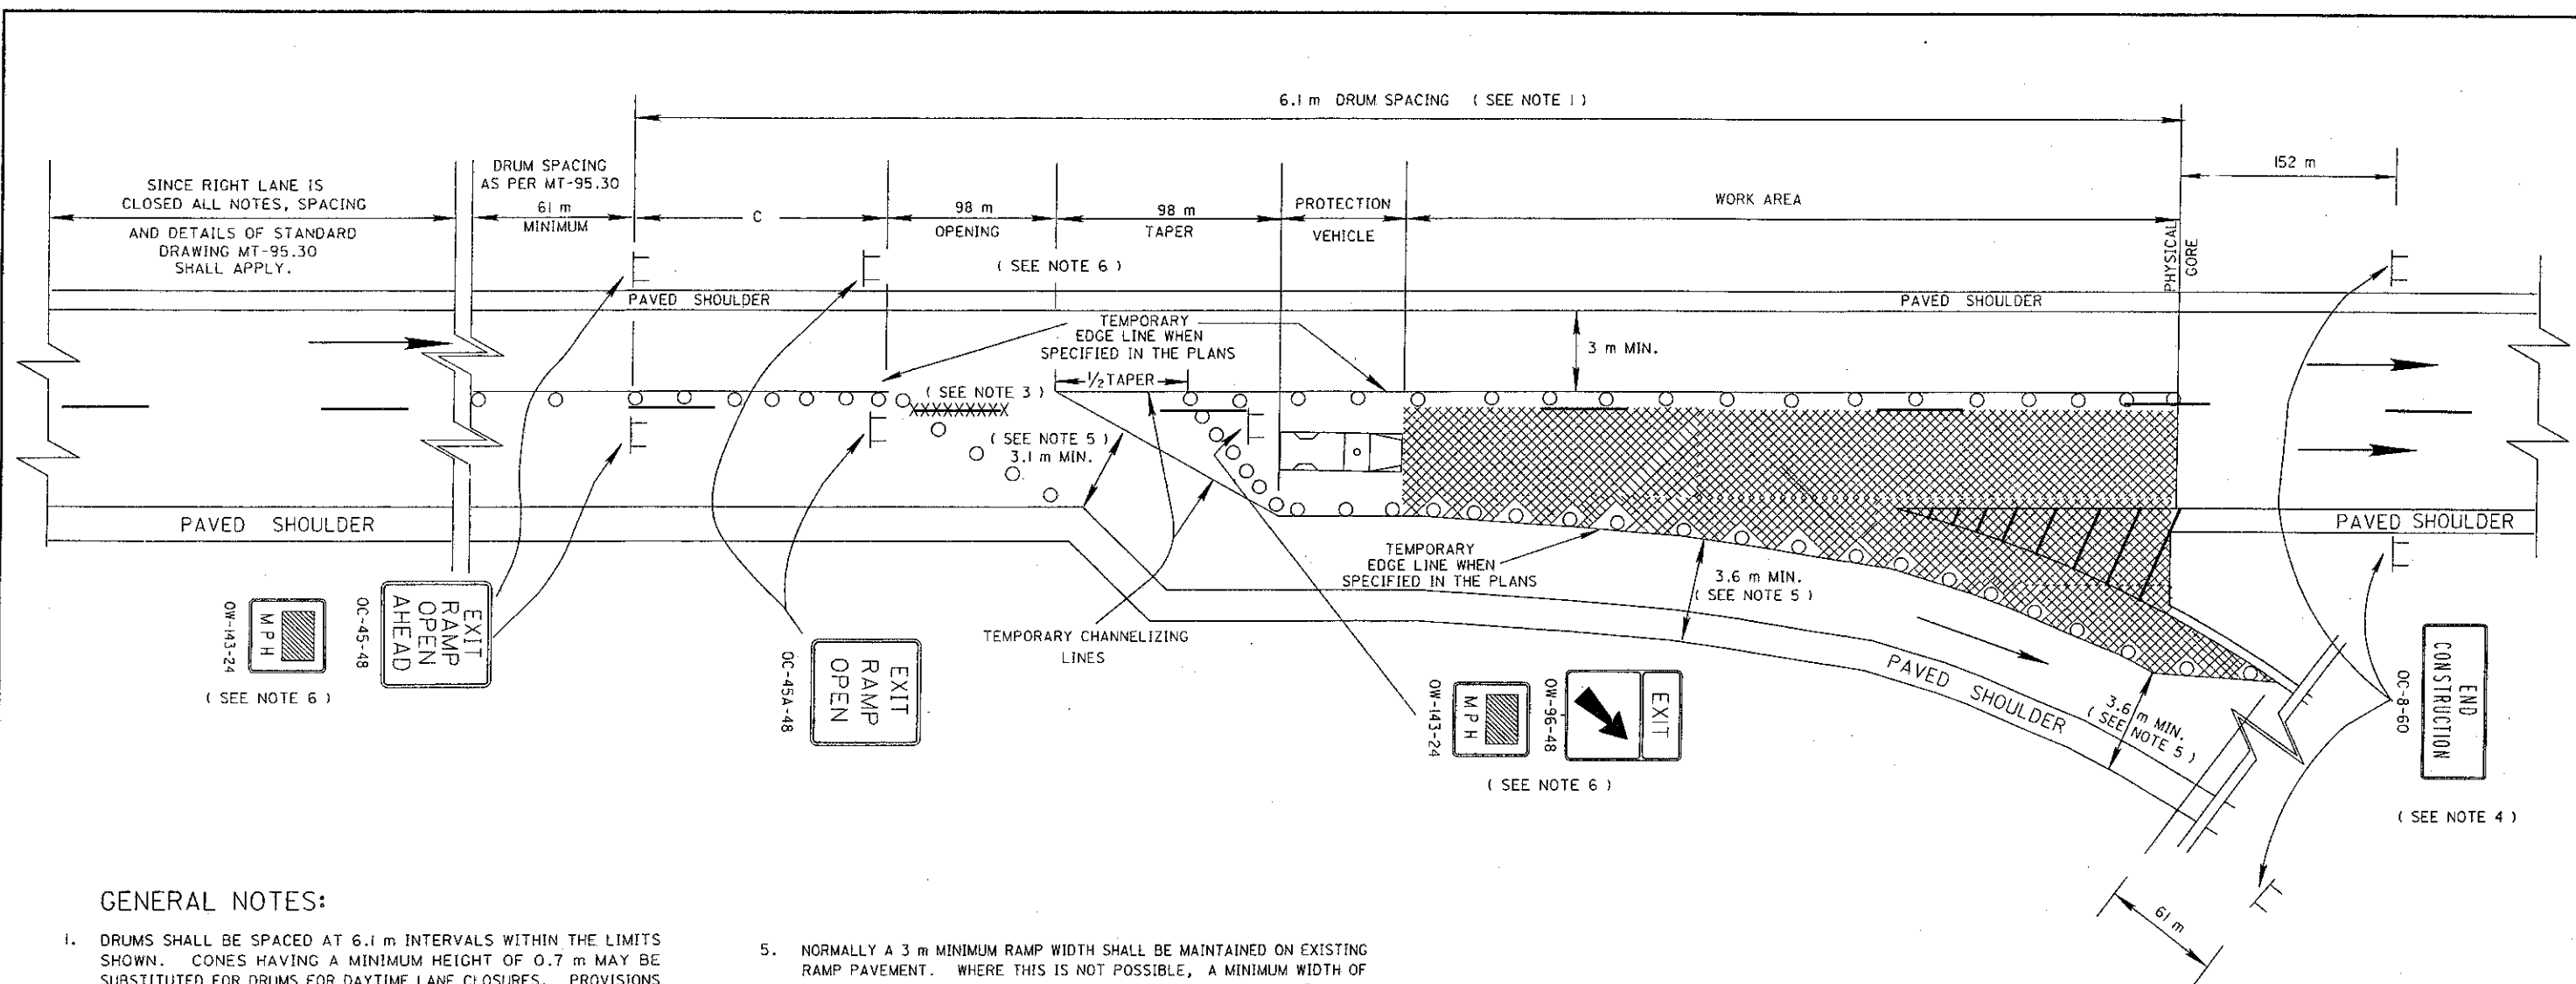 6.1 m DRUM SPACING ( SEE NOTE 1 )
SINCE RIGHT LANE IS
CLOSED ALL NOTES, SPACING
AND DETAILS OF STANDARD
DRAWING MT-95.30
SHALL APPLY.
DRUM SPACING
AS PER MT-95.30
61 m
MINIMUM
C
98 m
OPENING
98 m
TAPER
( SEE NOTE 6 )
PROTECTION
VEHICLE
WORK AREA
PHYSICAL
GORE
152 m
PAVED SHOULDER
PAVED SHOULDER
TEMPORARY
EDGE LINE WHEN
SPECIFIED IN THE PLANS
3 m MIN.
( SEE NOTE 3 )
1/2 TAPER
XXXXXXXX
( SEE NOTE 5 )
3.1 m MIN.
PAVED SHOULDER
PAVED SHOULDER
TEMPORARY
EDGE LINE WHEN
SPECIFIED IN THE PLANS
3.6 m MIN.
( SEE NOTE 5 )
TEMPORARY CHANNELIZING
LINES
PAVED SHOULDER
3.6 m MIN.
( SEE NOTE 5 )
MPH
OW-143-24
( SEE NOTE 6 )
EXIT
RAMP
OPEN
AHEAD
OC-45-48
EXIT
RAMP
OPEN
OC-45A-48
MPH
OW-143-24
EXIT
OW-96-48
( SEE NOTE 6 )
END
CONSTRUCTION
OC-8-60
( SEE NOTE 4 )
61 m
GENERAL NOTES:
1. DRUMS SHALL BE SPACED AT 6.1 m INTERVALS WITHIN THE LIMITS
SHOWN. CONES HAVING A MINIMUM HEIGHT OF 0.7 m MAY BE
SUBSTITUTED FOR DRUMS FOR DAYTIME LANE CLOSURES. PROVISIONS
5. NORMALLY A 3 m MINIMUM RAMP WIDTH SHALL BE MAINTAINED ON EXISTING
RAMP PAVEMENT. WHERE THIS IS NOT POSSIBLE, A MINIMUM WIDTH OF